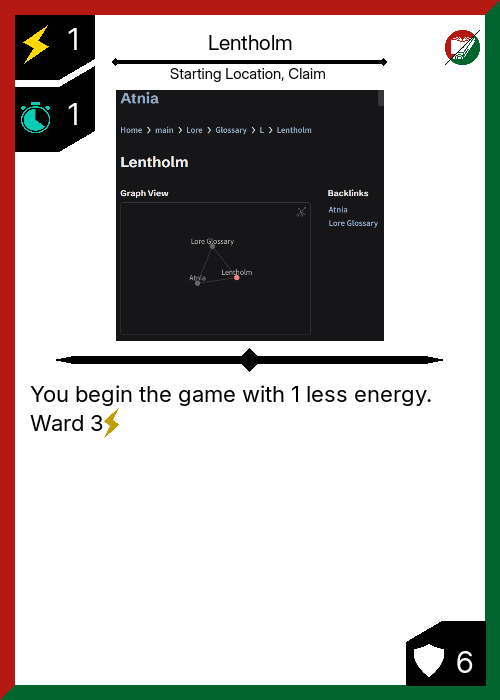 1
Lentholm
Starting Location, Claim
1
Atnia
Home > main > Lore > Glossary > L > Lentholm
Lentholm
Graph View
Backlinks
Atnia
Lore Glossary
Lore Glossary
Lentholm
Atnia
You begin the game with 1 less energy.
Ward 3
6